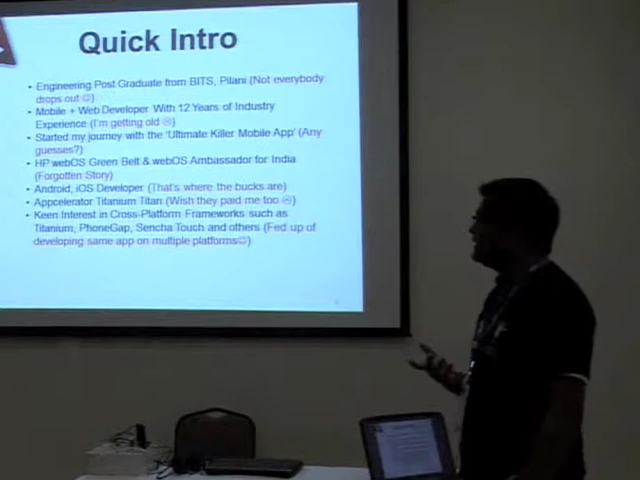 Quick Intro
• Engineering Post Graduate from BITS, Pilani (Not everybody
drops out ☺)
• Mobile + Web Developer With 12 Years of Industry
Experience (I'm getting old ☹)
• Started my journey with the 'Ultimate Killer Mobile App' (Any
guesses?)
• HP webOS Green Belt & webOS Ambassador for India
(Forgotten Story)
• Android, iOS Developer (That's where the bucks are)
• Appcelerator Titanium Titan (Wish they paid me too ☹)
• Keen Interest in Cross-Platform Frameworks such as
Titanium, PhoneGap, Sencha Touch and others (Fed up of
developing same app on multiple platforms☺)